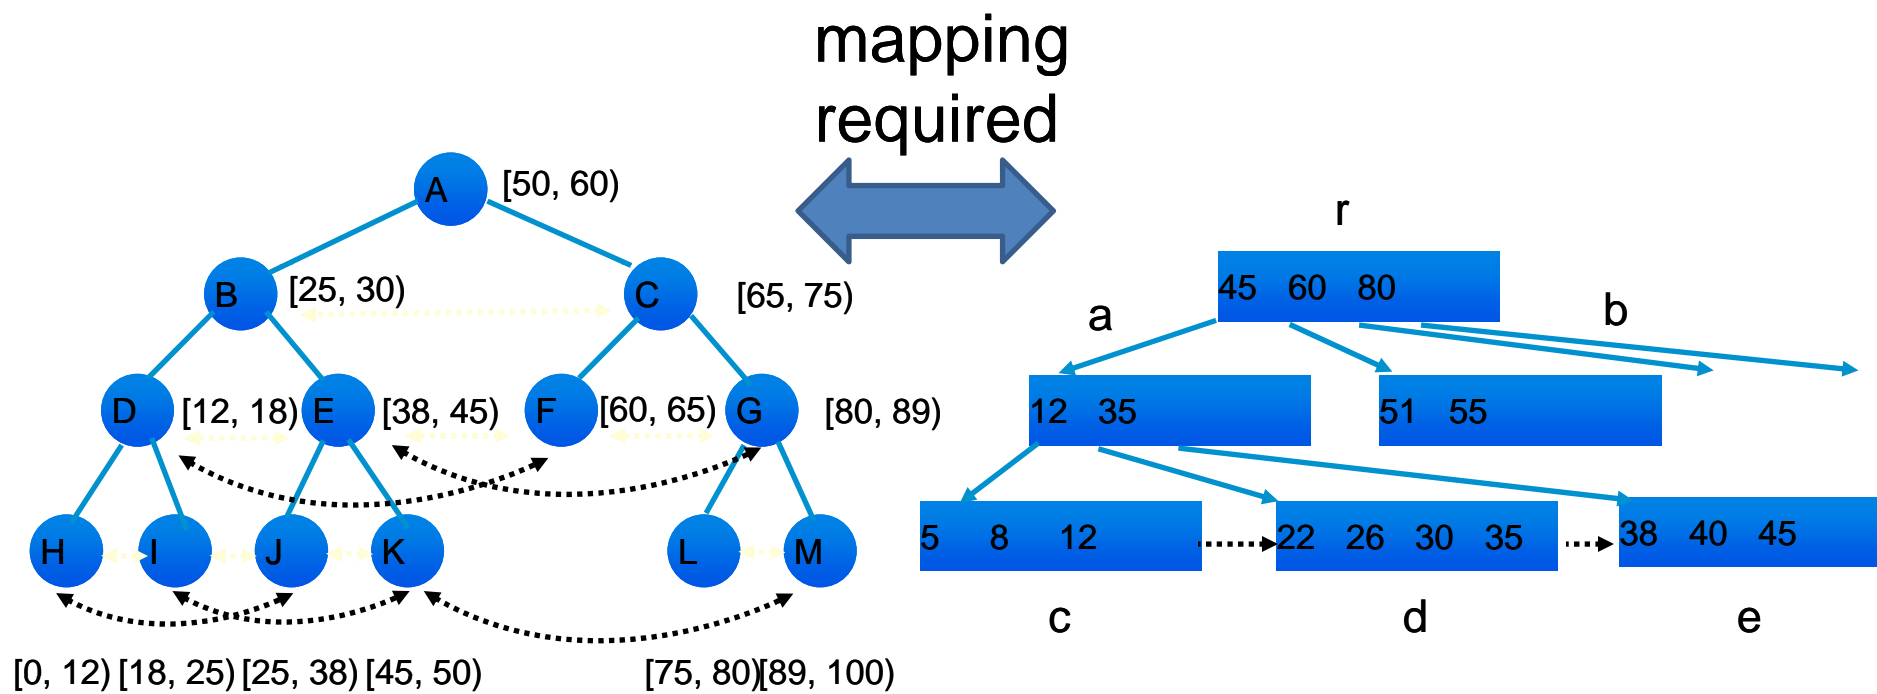 mapping
required
A [50, 60)
B [25, 30) C [65, 75)
D [12, 18) E [38, 45) F [60, 65) G [80, 89)
H I J K L M
[0, 12) [18, 25) [25, 38) [45, 50) [75, 80) [89, 100)
r
45 60 80
a b
12 35 51 55
5 8 12 22 26 30 35 38 40 45
c d e